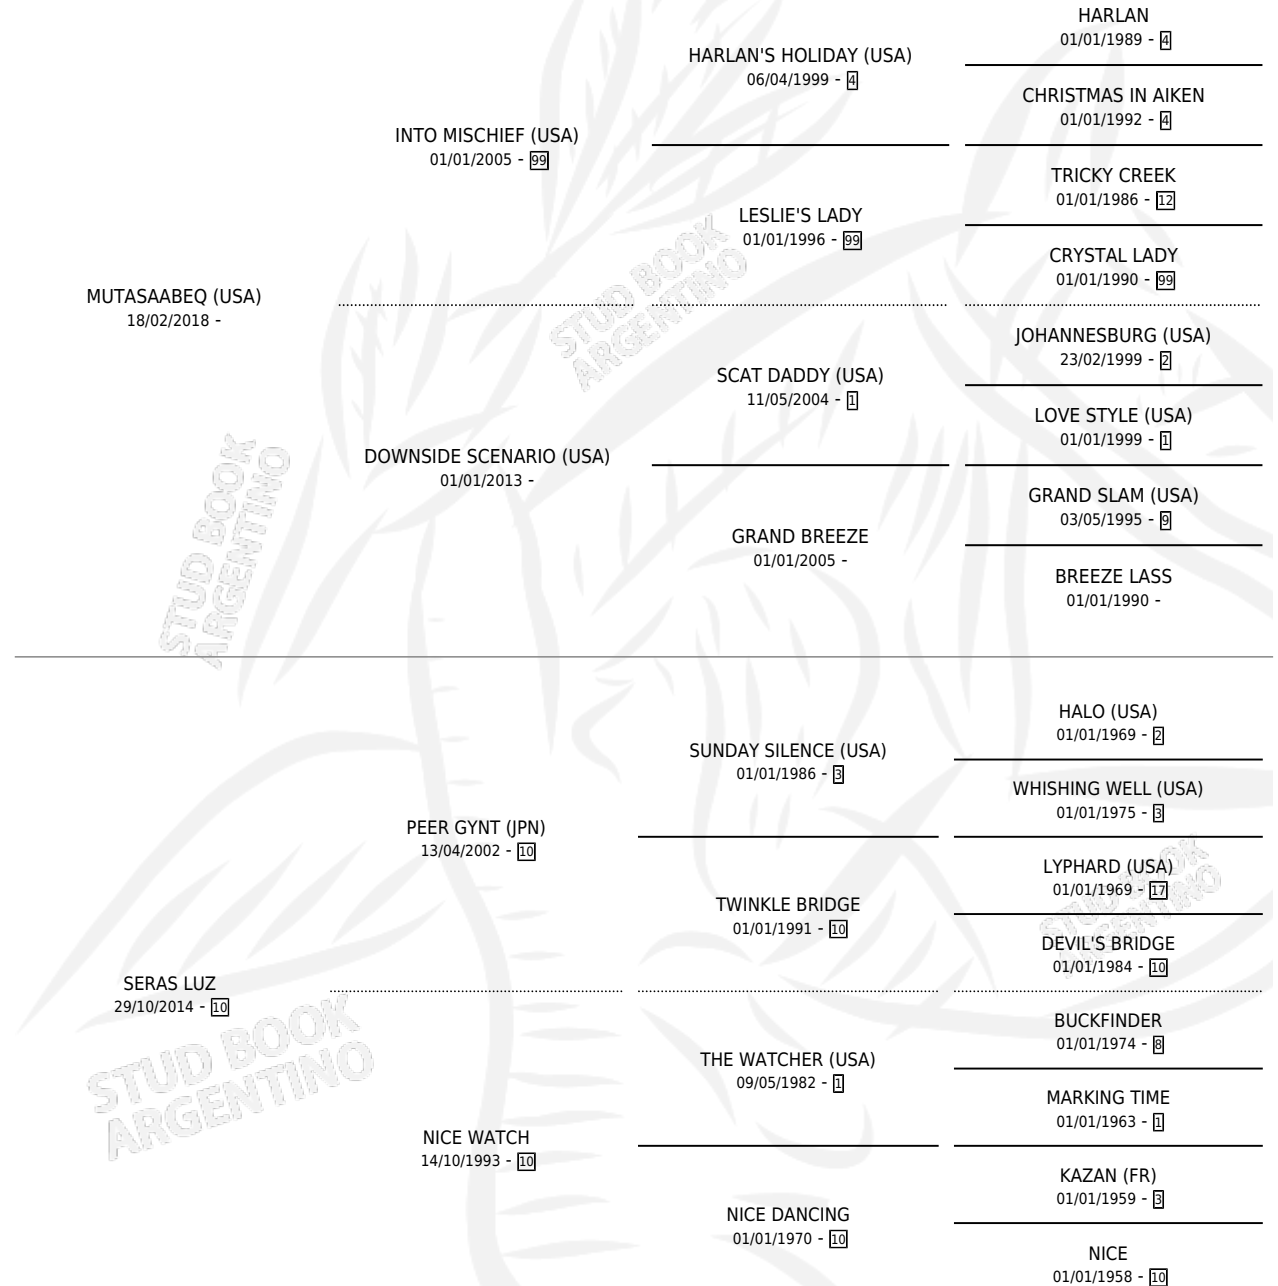 HARLAN
01/01/1989 - 4
HARLAN'S HOLIDAY (USA)
06/04/1999 - 4
CHRISTMAS IN AIKEN
01/01/1992 - 4
INTO MISCHIEF (USA)
01/01/2005 - 99
TRICKY CREEK
01/01/1986 - 12
LESLIE'S LADY
01/01/1996 - 99
CRYSTAL LADY
01/01/1990 - 99
MUTASAABEQ (USA)
18/02/2018 -
JOHANNESBURG (USA)
23/02/1999 - 2
SCAT DADDY (USA)
11/05/2004 - 1
LOVE STYLE (USA)
01/01/1999 - 1
DOWNSIDE SCENARIO (USA)
01/01/2013 -
GRAND SLAM (USA)
03/05/1995 - 9
GRAND BREEZE
01/01/2005 -
BREEZE LASS
01/01/1990 -
HALO (USA)
01/01/1969 - 2
SUNDAY SILENCE (USA)
01/01/1986 - 3
WHISHING WELL (USA)
01/01/1975 - 3
PEER GYNT (JPN)
13/04/2002 - 10
LYPHARD (USA)
01/01/1969 - 17
TWINKLE BRIDGE
01/01/1991 - 10
DEVIL'S BRIDGE
01/01/1984 - 10
SERAS LUZ
29/10/2014 - 10
BUCKFINDER
01/01/1974 - 8
THE WATCHER (USA)
09/05/1982 - 1
MARKING TIME
01/01/1963 - 1
NICE WATCH
14/10/1993 - 10
KAZAN (FR)
01/01/1959 - 3
NICE DANCING
01/01/1970 - 10
NICE
01/01/1958 - 10
STUD BOOK
ARGENTINO
STUD BOOK
ARGENTINO
STUD BOOK
ARGENTINO
STUD BOOK
ARGENTINO